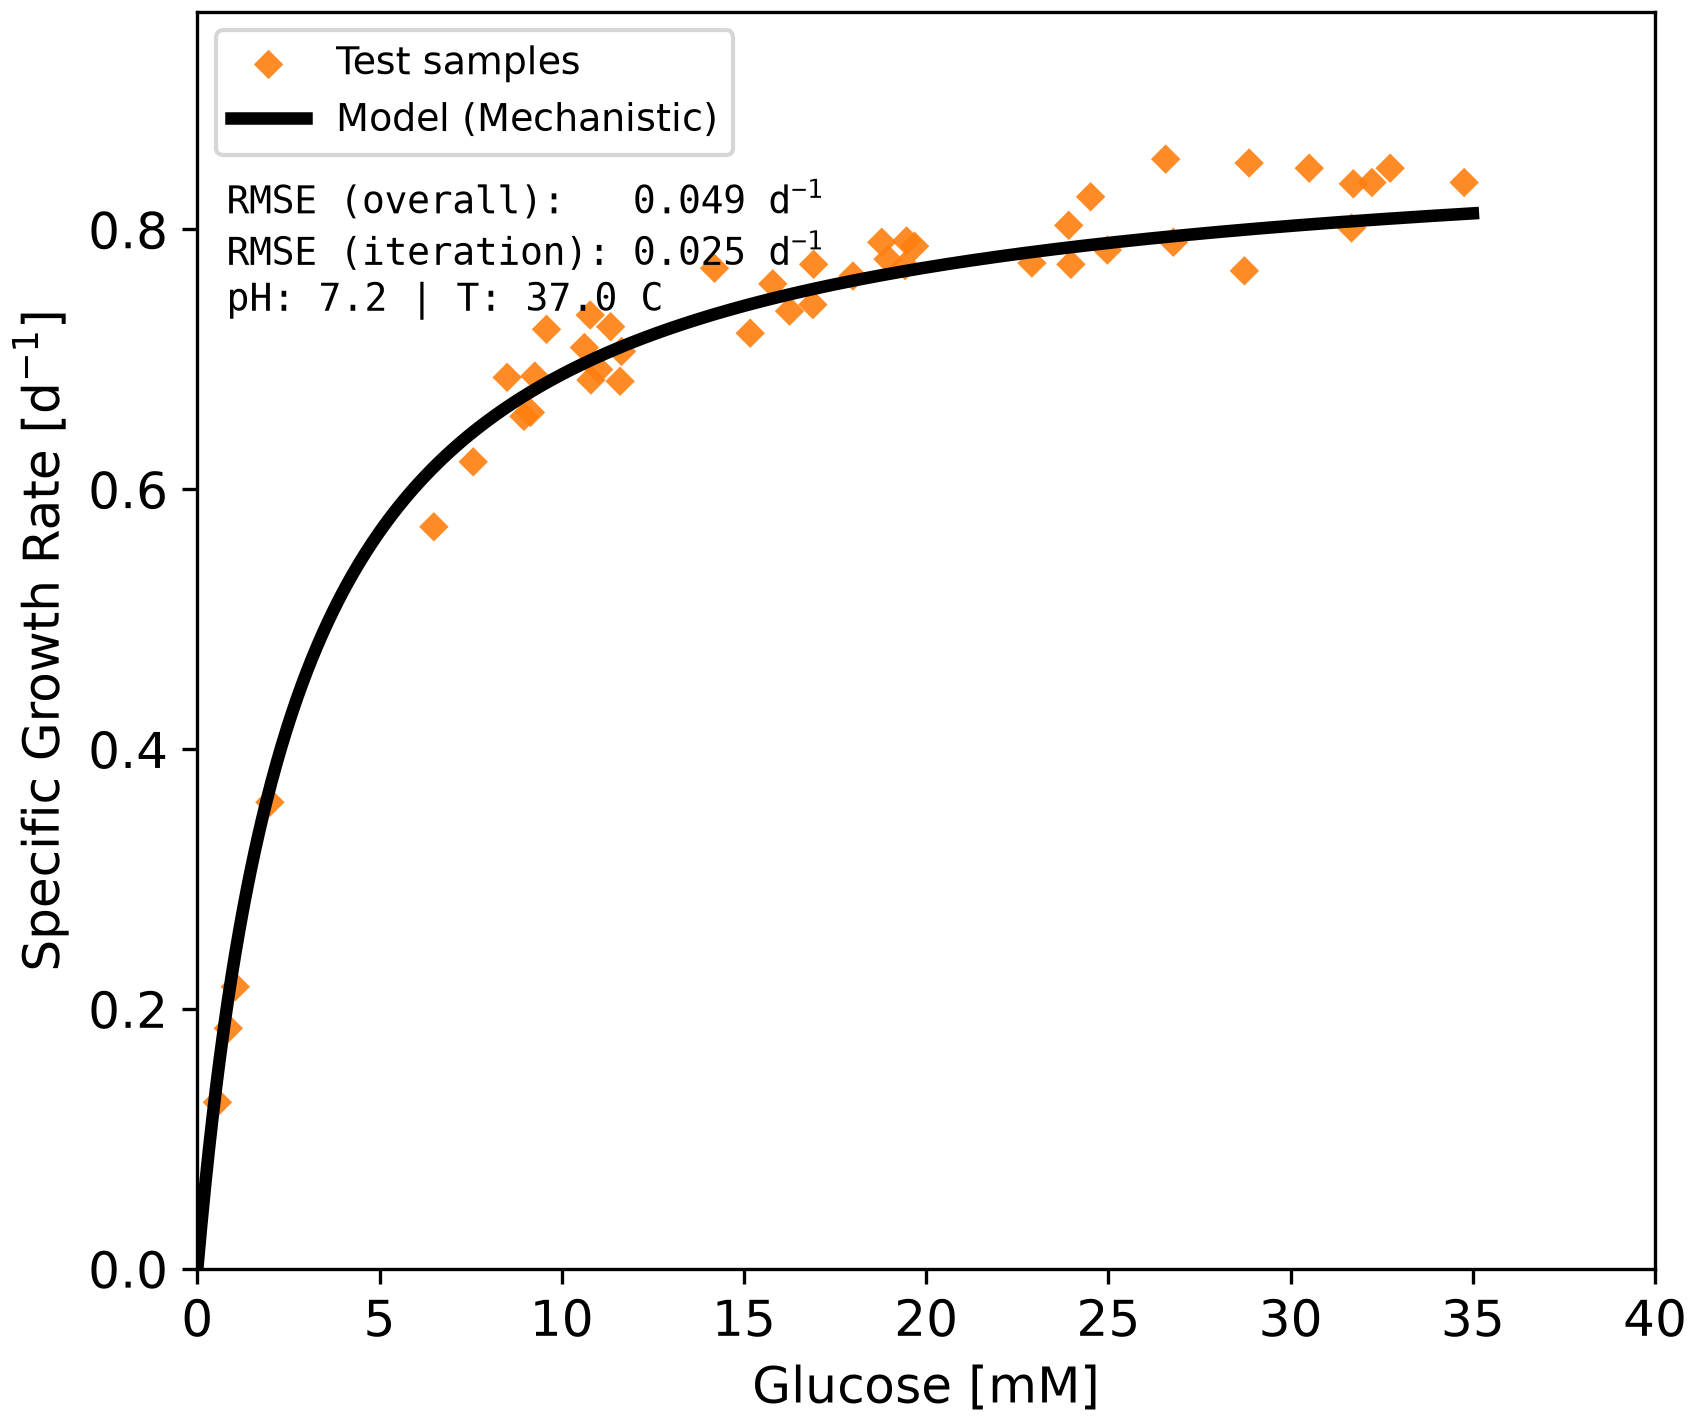 Test samples
Model (Mechanistic)
RMSE (overall):   0.049 d⁻¹
RMSE (iteration): 0.025 d⁻¹
pH: 7.2 | T: 37.0 C
Specific Growth Rate [d⁻¹]
0.8
0.6
0.4
0.2
0.0
0 5 10 15 20 25 30 35 40
Glucose [mM]